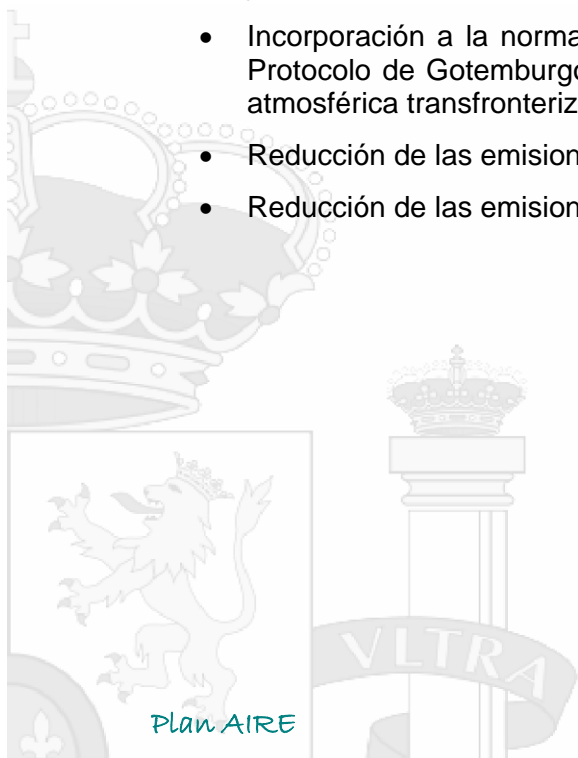 • Incorporación a la norma
Protocolo de Gotemburgo
atmosférica transfronteriz
• Reducción de las emision
• Reducción de las emision
VLTRA
Plan AIRE